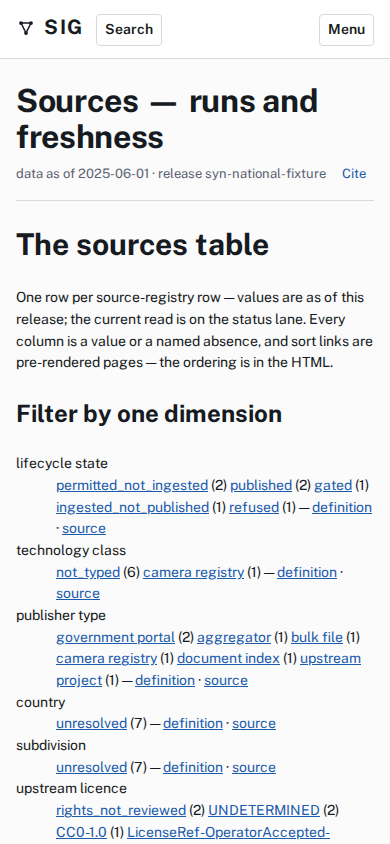 SIG Search Menu
Sources — runs and
freshness
data as of 2025-06-01 · release syn-national-fixture Cite
The sources table
One row per source-registry row — values are as of this
release; the current read is on the status lane. Every
column is a value or a named absence, and sort links are
pre-rendered pages — the ordering is in the HTML.
Filter by one dimension
lifecycle state
permitted_not_ingested (2) published (2) gated (1)
ingested_not_published (1) refused (1) — definition
· source
technology class
not_typed (6) camera registry (1) — definition ·
source
publisher type
government portal (2) aggregator (1) bulk file (1)
camera registry (1) document index (1) upstream
project (1) — definition · source
country
unresolved (7) — definition · source
subdivision
unresolved (7) — definition · source
upstream licence
rights_not_reviewed (2) UNDETERMINED (2)
CC0-1.0 (1) LicenseRef-OperatorAccepted-